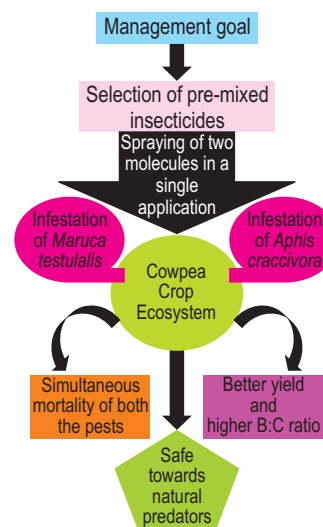 Management goal
Selection of pre-mixed
insecticides
Spraying of two
molecules in a
single
application
Infestation
of Maruca
testulalis
Infestation
of Aphis
craccivora
Cowpea
Crop
Ecosystem
Simultaneous
mortality of both
the pests
Better yield
and
higher B:C ratio
Safe
towards
natural
predators